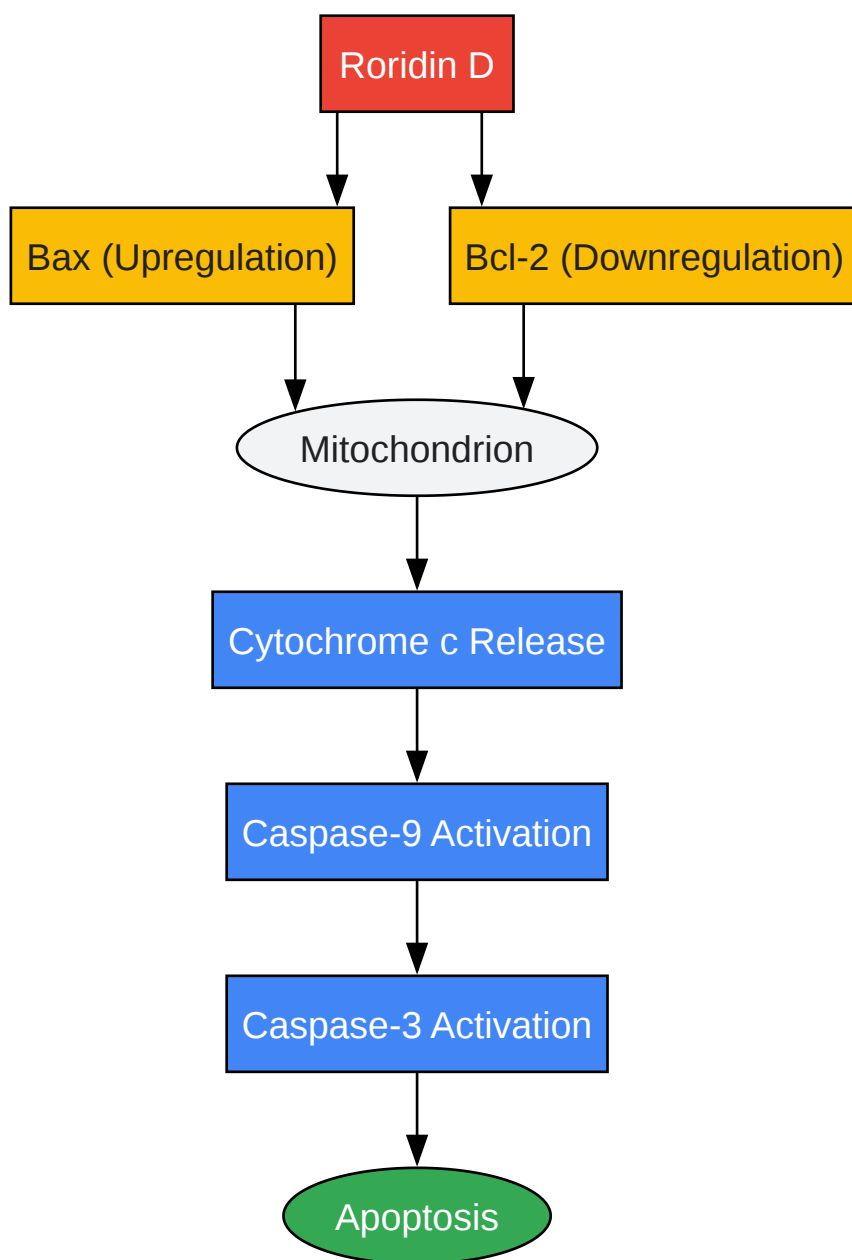 Roridin D
Bax (Upregulation)
Bcl-2 (Downregulation)
Mitochondrion
Cytochrome c Release
Caspase-9 Activation
Caspase-3 Activation
Apoptosis